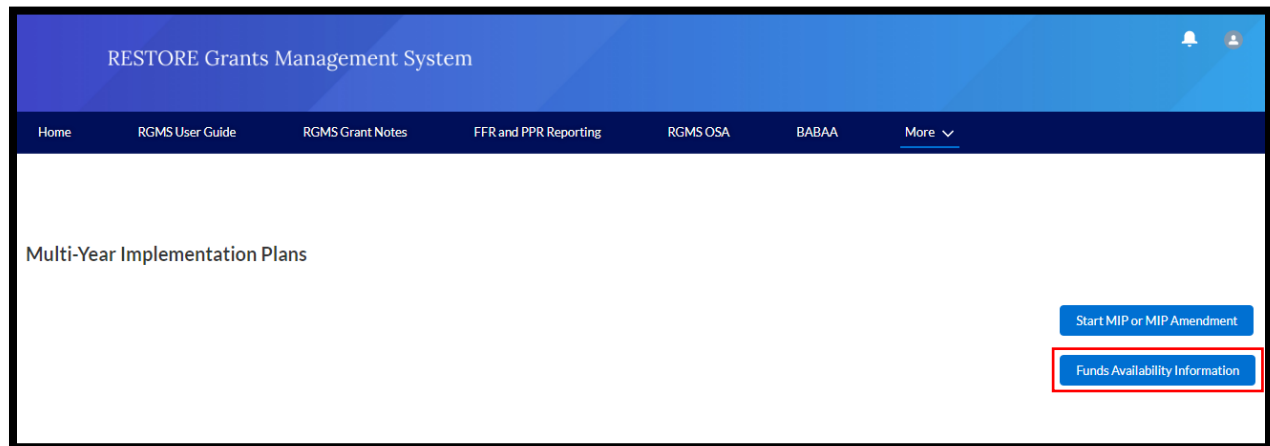 RESTORE Grants Management System
Home RGMS User Guide RGMS Grant Notes FFR and PPR Reporting RGMS OSA BABAA More
Multi-Year Implementation Plans
Start MIP or MIP Amendment
Funds Availability Information